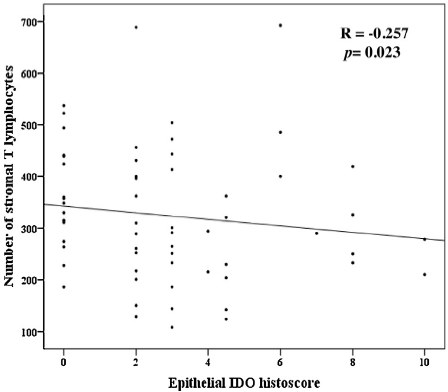 R = -0.257
p= 0.023
Number of stromal T lymphocytes
700
600
500
400
300
200
100
0 2 4 6 8 10
Epithelial IDO histoscore